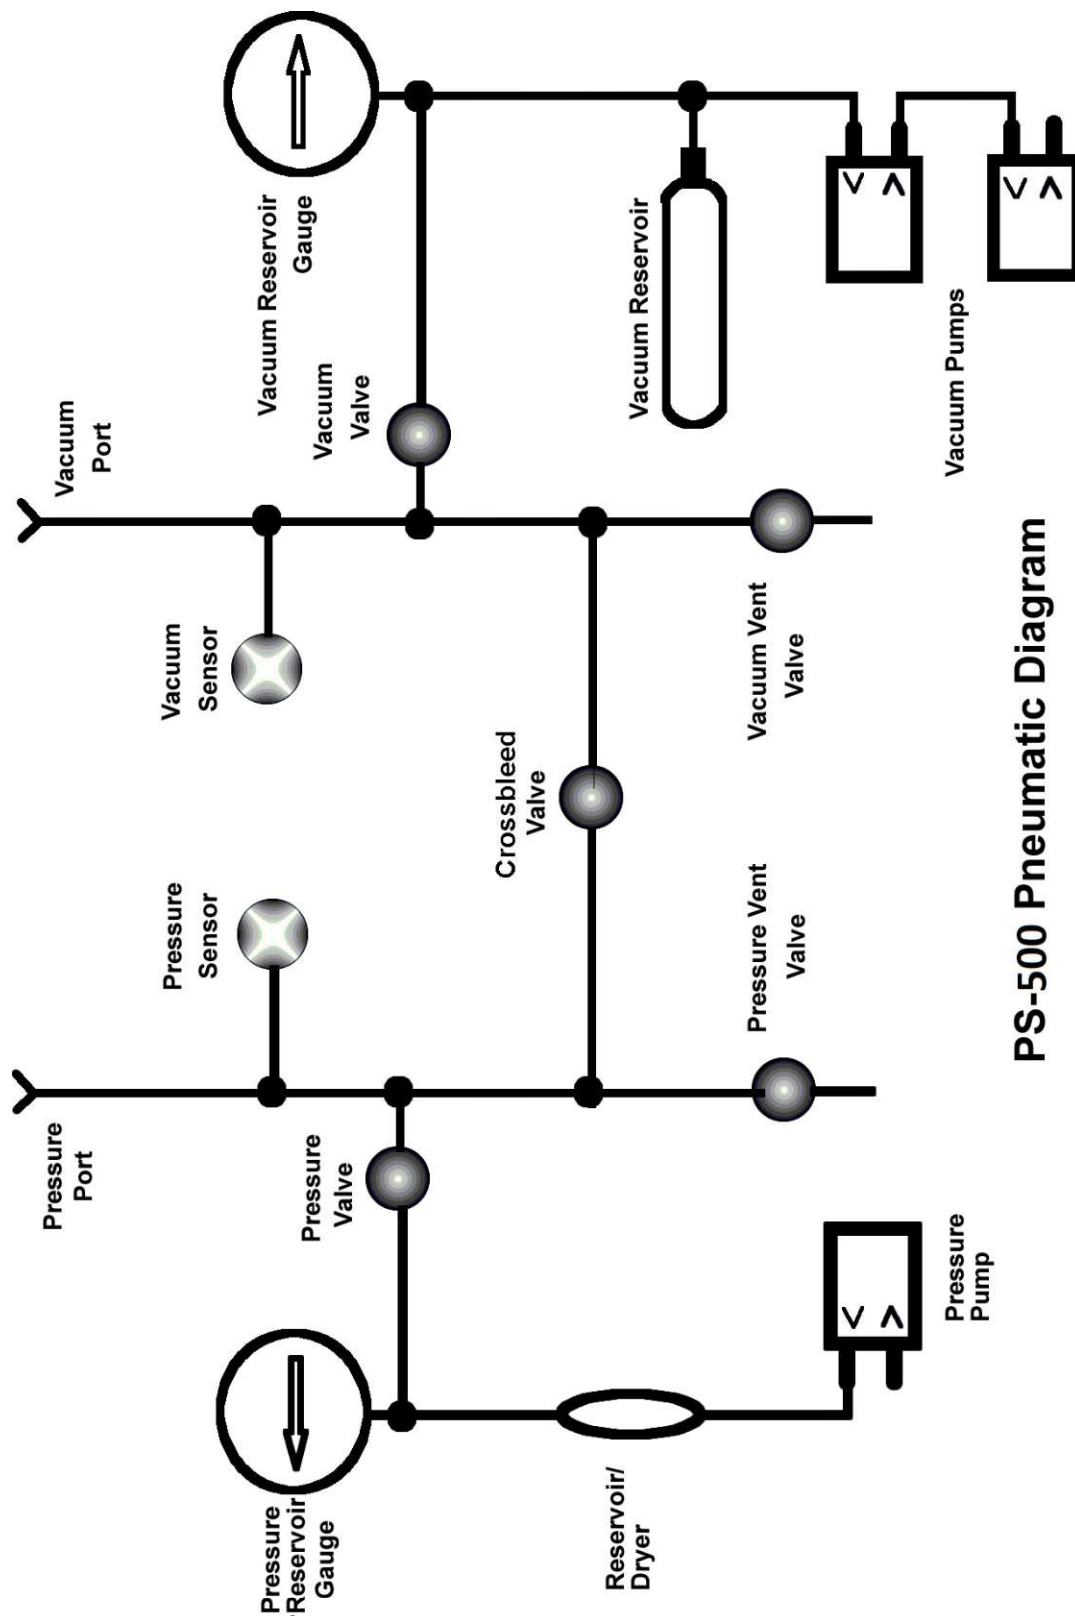 Pressure
Port
Vacuum
Port
Pressure
Sensor
Vacuum
Sensor
Pressure
Reservoir
Gauge
Pressure
Valve
Vacuum
Valve
Vacuum Reservoir
Gauge
Crossbleed
Valve
Reservoir/
Dryer
Vacuum Reservoir
Pressure Vent
Valve
Vacuum Vent
Valve
Pressure
Pump
< >
Vacuum Pumps
< >
< >
PS-500 Pneumatic Diagram